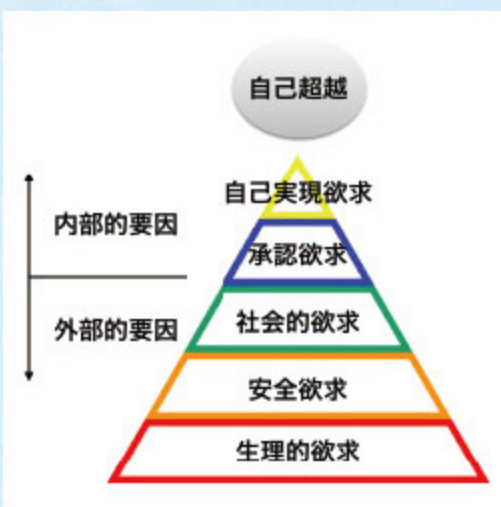 自己超越
自己実現欲求
内部的要因
承認欲求
外部的要因
社会的欲求
安全欲求
生理的欲求